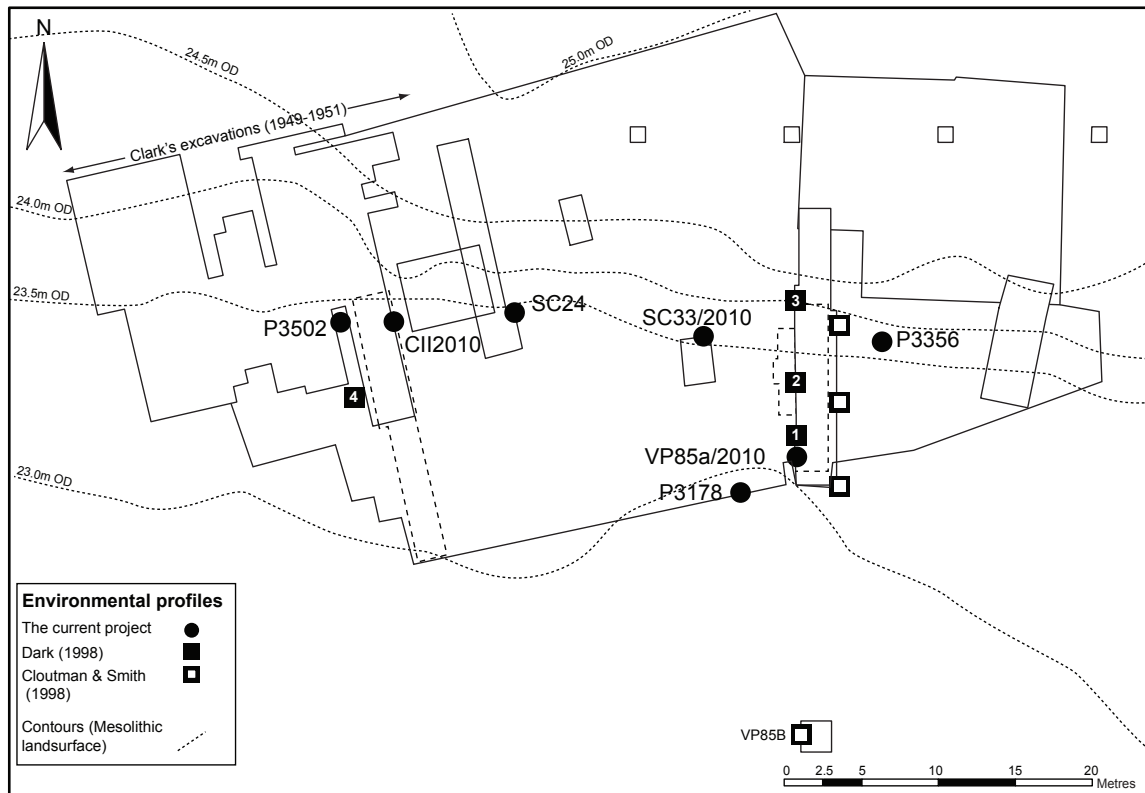 N
24.5m OD
25.0m OD
Clark's excavations (1949-1951)
24.0m OD
23.5m OD
3
SC24
SC33/2010
P3502
CII2010
P3356
2
4
1
VP85a/2010
23.0m OD
P3178
Environmental profiles
The current project
Dark (1998)
Cloutman & Smith
(1998)
Contours (Mesolithic
landsurface)
VP85B
0 2.5 5 10 15 20
Metres